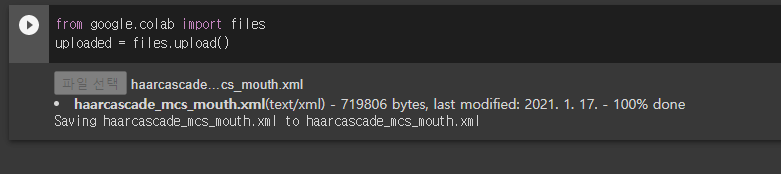 from google.colab import files
uploaded = files.upload()
파일 선택 haarcascade...cs_mouth.xml
• haarcascade_mcs_mouth.xml(text/xml) - 719806 bytes, last modified: 2021. 1. 17. - 100% done
Saving haarcascade_mcs_mouth.xml to haarcascade_mcs_mouth.xml